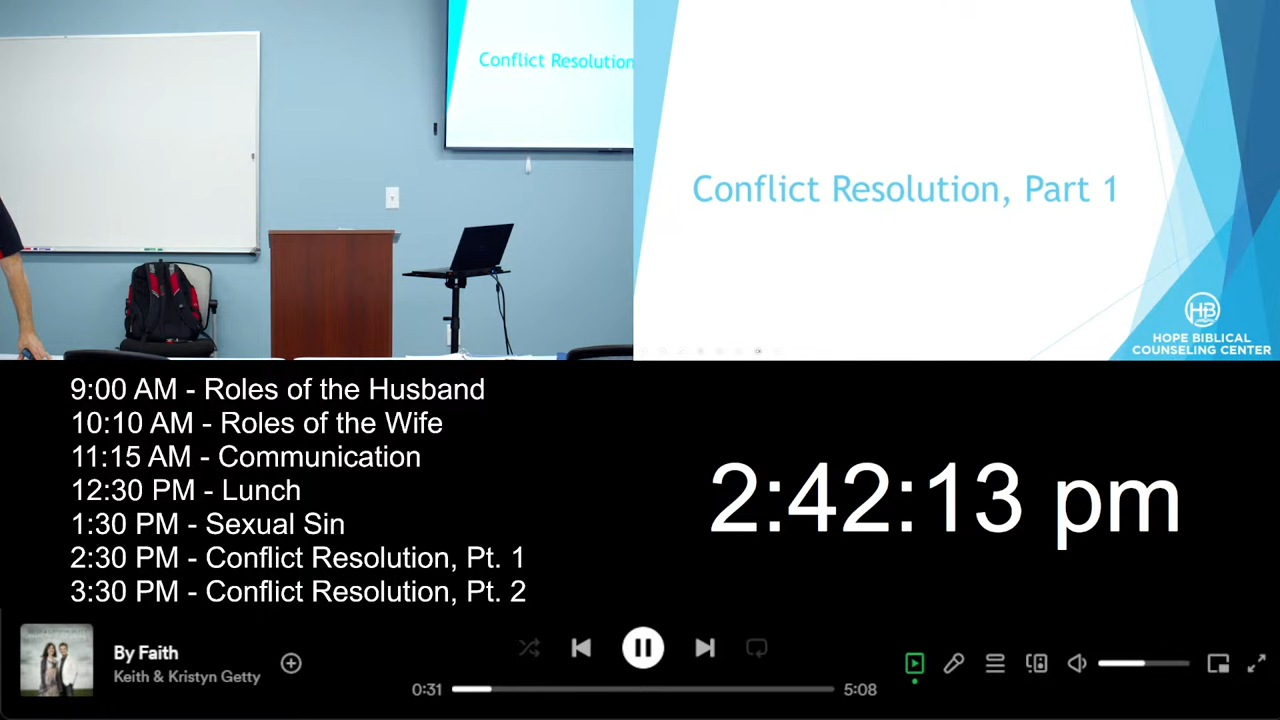 Conflict Resolution
Conflict Resolution, Part 1
HB
HOPE BIBLICAL
COUNSELING CENTER
9:00 AM - Roles of the Husband
10:10 AM - Roles of the Wife
11:15 AM - Communication
12:30 PM - Lunch
1:30 PM - Sexual Sin
2:30 PM - Conflict Resolution, Pt. 1
3:30 PM - Conflict Resolution, Pt. 2
2:42:13 pm
By Faith
Keith & Kristyn Getty
0:31
5:08